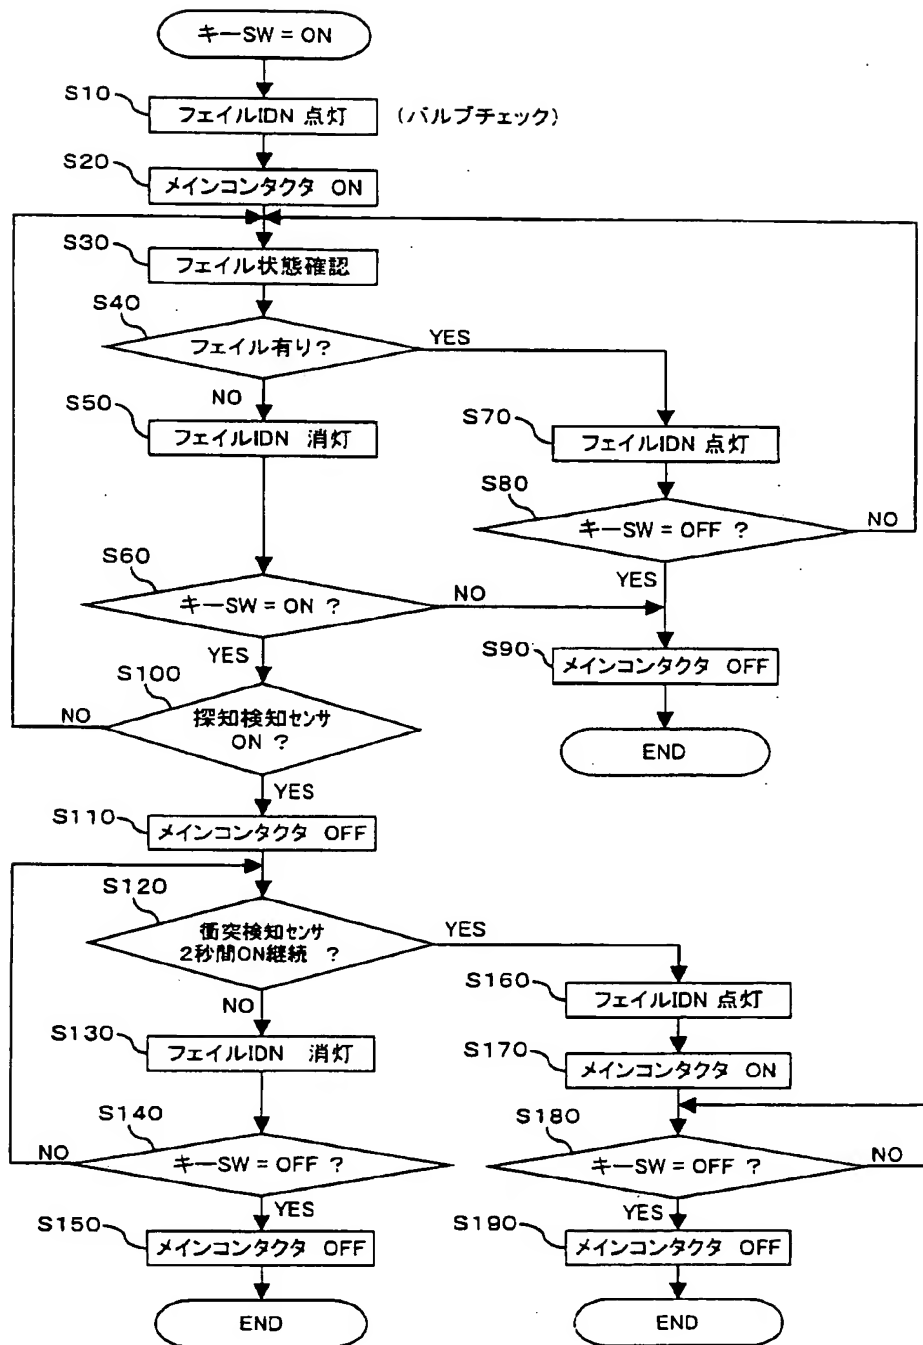 キーSW = ON
S10
フェイルIDN 点灯 (バルブチェック)
S20
メインコンタクタ ON
S30
フェイル状態確認
S40
フェイル有り?
YES
NO
S50
フェイルIDN 消灯
S70
フェイルIDN 点灯
S80
キーSW = OFF ?
NO
YES
S60
キーSW = ON ?
NO
YES
S90
メインコンタクタ OFF
END
S100
探知検知センサ
ON ?
NO
YES
S110
メインコンタクタ OFF
S120
衝突検知センサ
2秒間ON継続 ?
YES
NO
S130
フェイルIDN 消灯
S140
キーSW = OFF ?
NO
YES
S150
メインコンタクタ OFF
END
S160
フェイルIDN 点灯
S170
メインコンタクタ ON
S180
キーSW = OFF ?
NO
YES
S190
メインコンタクタ OFF
END